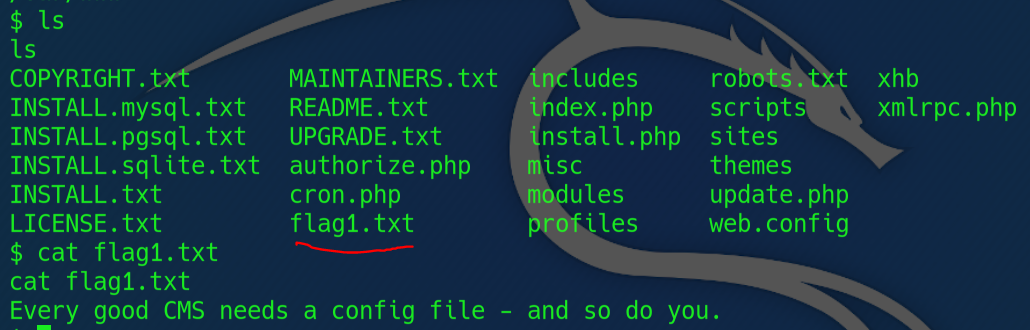 $ ls
ls
COPYRIGHT.txt MAINTAINERS.txt includes robots.txt xhb
INSTALL.mysql.txt README.txt index.php scripts xmlrpc.php
INSTALL.pgsql.txt UPGRADE.txt install.php sites
INSTALL.sqlite.txt authorize.php misc themes
INSTALL.txt cron.php modules update.php
LICENSE.txt flag1.txt profiles web.config
$ cat flag1.txt
cat flag1.txt
Every good CMS needs a config file - and so do you.